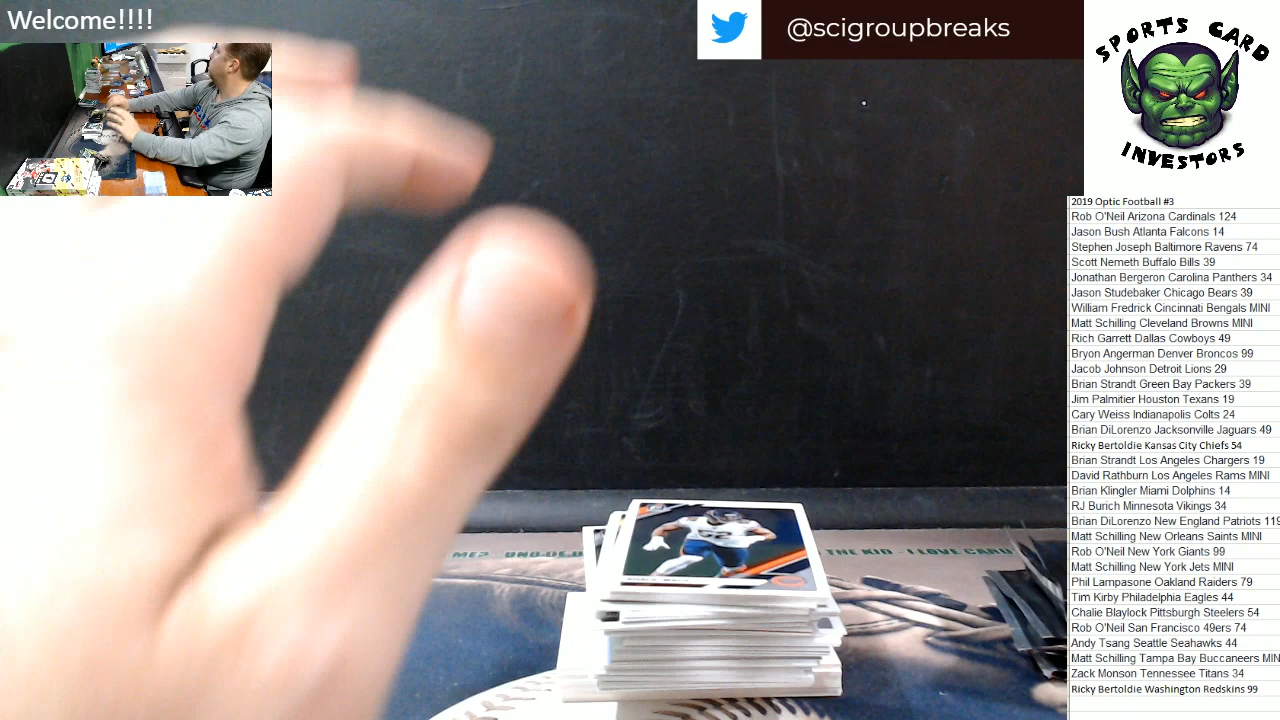 Welcome!!!!
@scigroupbreaks
SPORTS CARD
INVESTORS
2019 Optic Football #3
Rob O'Neil Arizona Cardinals 124
Jason Bush Atlanta Falcons 14
Stephen Joseph Baltimore Ravens 74
Scott Nemeth Buffalo Bills 39
Jonathan Bergeron Carolina Panthers 34
Jason Studebaker Chicago Bears 39
William Fredrick Cincinnati Bengals MINI
Matt Schilling Cleveland Browns MINI
Rich Garrett Dallas Cowboys 49
Bryon Angerman Denver Broncos 99
Jacob Johnson Detroit Lions 29
Brian Strandt Green Bay Packers 39
Jim Palmitier Houston Texans 19
Cary Weiss Indianapolis Colts 24
Brian DiLorenzo Jacksonville Jaguars 49
Ricky Bertoldie Kansas City Chiefs 54
Brian Strandt Los Angeles Chargers 19
David Rathburn Los Angeles Rams MINI
Brian Klingler Miami Dolphins 14
RJ Burich Minnesota Vikings 34
Brian DiLorenzo New England Patriots
Matt Schilling New Orleans Saints MINI
Rob O'Neil New York Giants 99
Matt Schilling New York Jets MINI
Phil Lampasone Oakland Raiders 79
Tim Kirby Philadelphia Eagles 44
Chalie Blaylock Pittsburgh Steelers 54
Rob O'Neil San Francisco 49ers 74
Andy Tsang Seattle Seahawks 44
Matt Schilling Tampa Bay Buccaneers MIN
Zack Monson Tennessee Titans 34
Ricky Bertoldie Washington Redskins 99
THE KID - I LOVE CARD